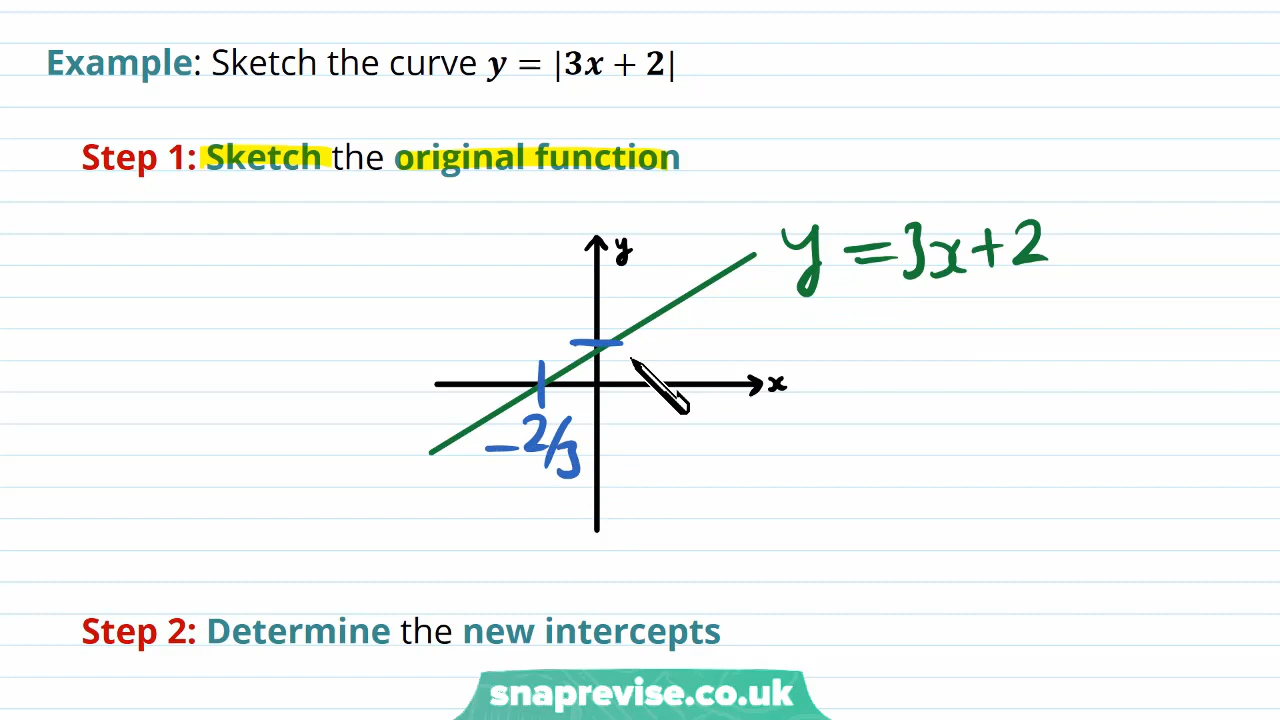 Example: Sketch the curve y = |3x + 2|
Step 1: Sketch the original function
y = 3x + 2
y
x
-2/3
Step 2: Determine the new intercepts
snaprevise.co.uk